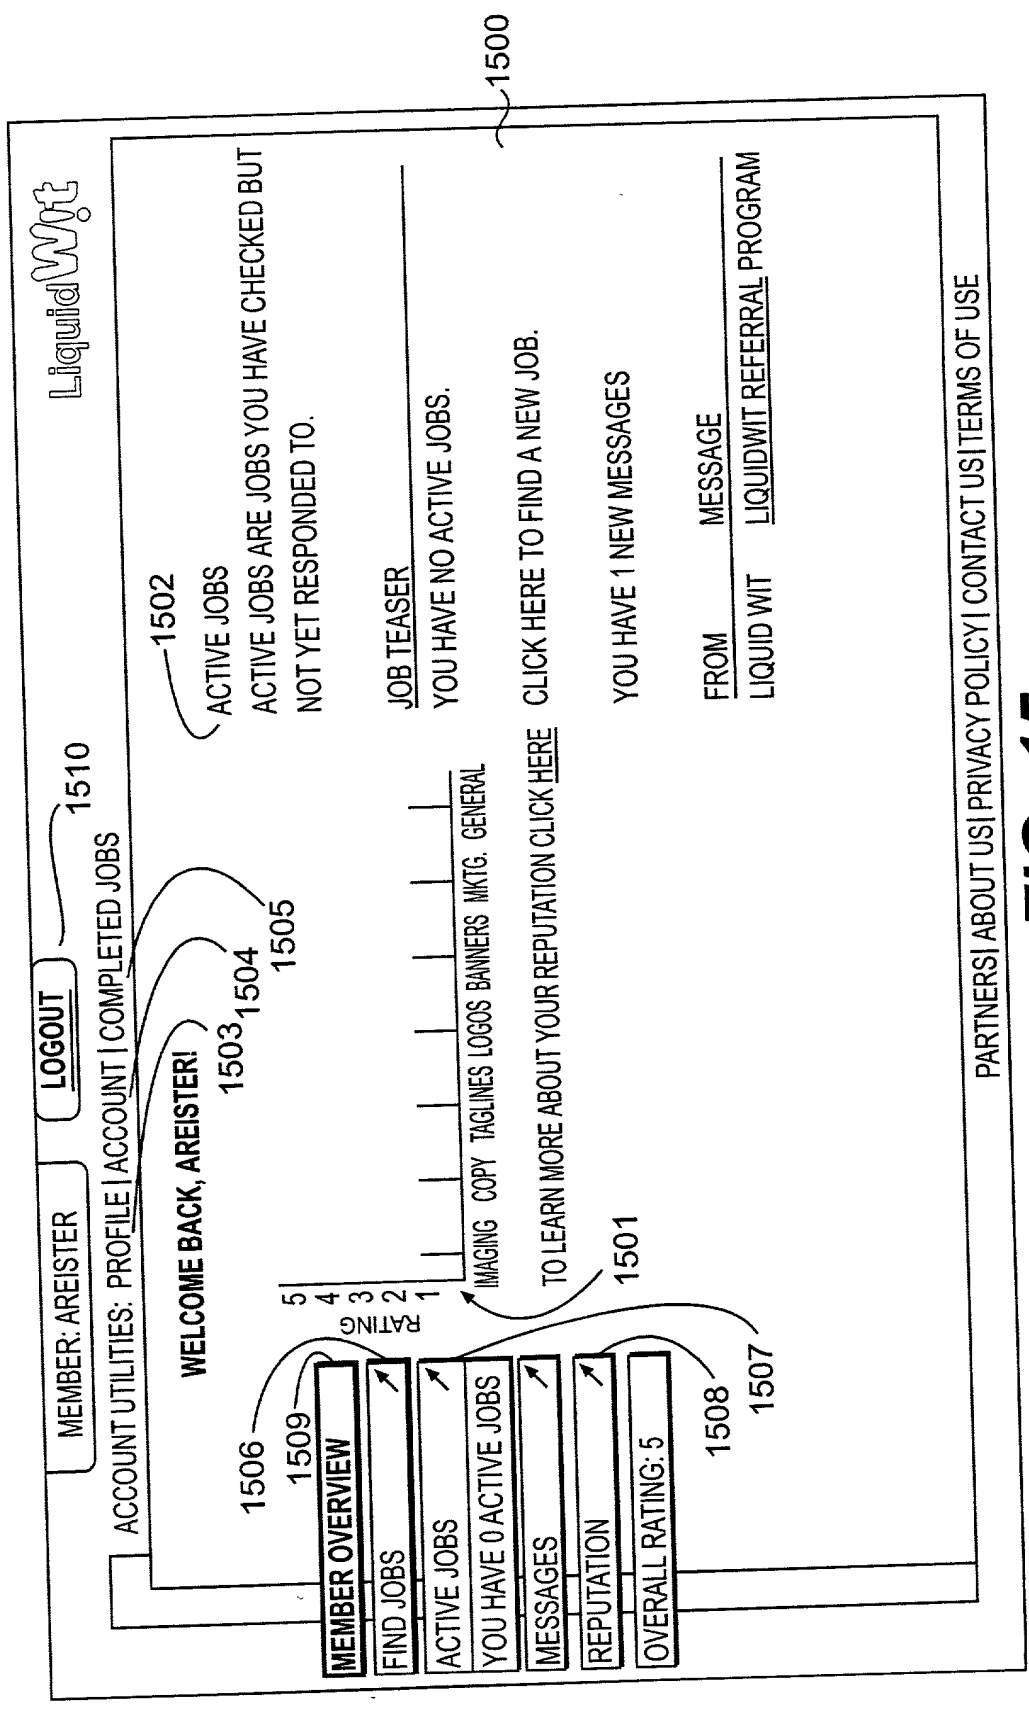 LiquidWit
MEMBER: AREISTER
LOGOUT
1510
ACCOUNT UTILITIES: PROFILE | ACCOUNT | COMPLETED JOBS
1502
WELCOME BACK, AREISTER!
1503
1504
1505
ACTIVE JOBS
ACTIVE JOBS ARE JOBS YOU HAVE CHECKED BUT
NOT YET RESPONDED TO.
1506
1509
MEMBER OVERVIEW
FIND JOBS
ACTIVE JOBS
YOU HAVE 0 ACTIVE JOBS
MESSAGES
REPUTATION
OVERALL RATING: 5
1508
1507
1501
RATING
5
4
3
2
1
IMAGING COPY TAGLINES LOGOS BANNERS MKTG. GENERAL
TO LEARN MORE ABOUT YOUR REPUTATION CLICK HERE
JOB TEASER
YOU HAVE NO ACTIVE JOBS.
CLICK HERE TO FIND A NEW JOB.
YOU HAVE 1 NEW MESSAGES
FROM MESSAGE
LIQUID WIT LIQUIDWIT REFERRAL PROGRAM
1500
PARTNERS| ABOUT US| PRIVACY POLICY| CONTACT US| TERMS OF USE